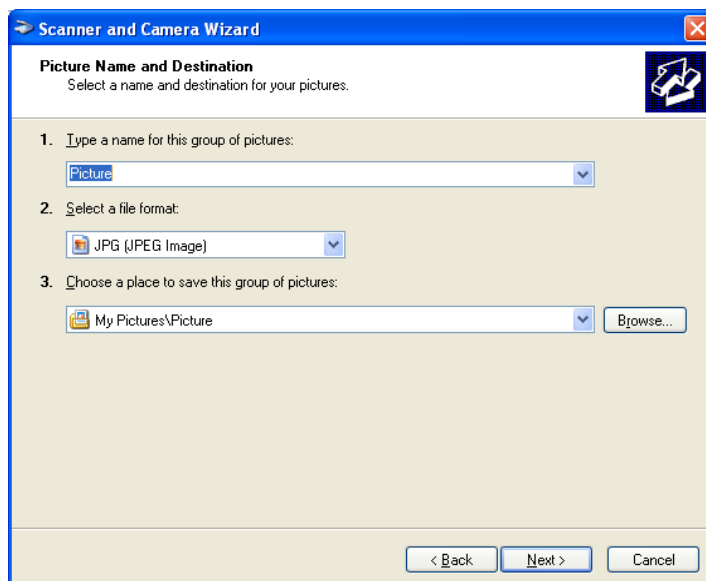 Scanner and Camera Wizard
Picture Name and Destination
Select a name and destination for your pictures.
1. Type a name for this group of pictures:
Picture
2. Select a file format:
JPG (JPEG Image)
3. Choose a place to save this group of pictures:
My Pictures\Picture
Browse...
< Back
Next >
Cancel